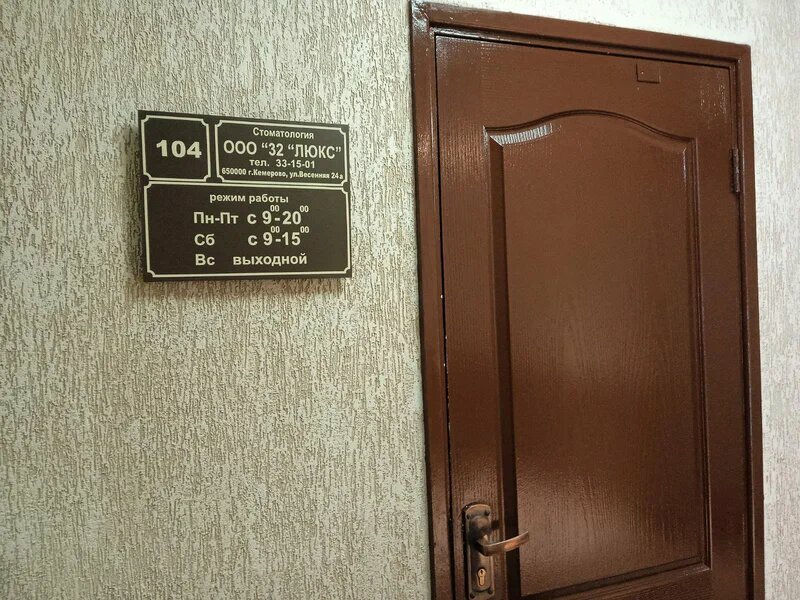 104
Стоматология
ООО "32 "ЛЮКС"
тел. 33-15-01
650000 г.Кемерово, ул.Весенняя 24 а
режим работы
Пн-Пт с 9⁰⁰-20⁰⁰
Сб с 9⁰⁰-15⁰⁰
Вс выходной